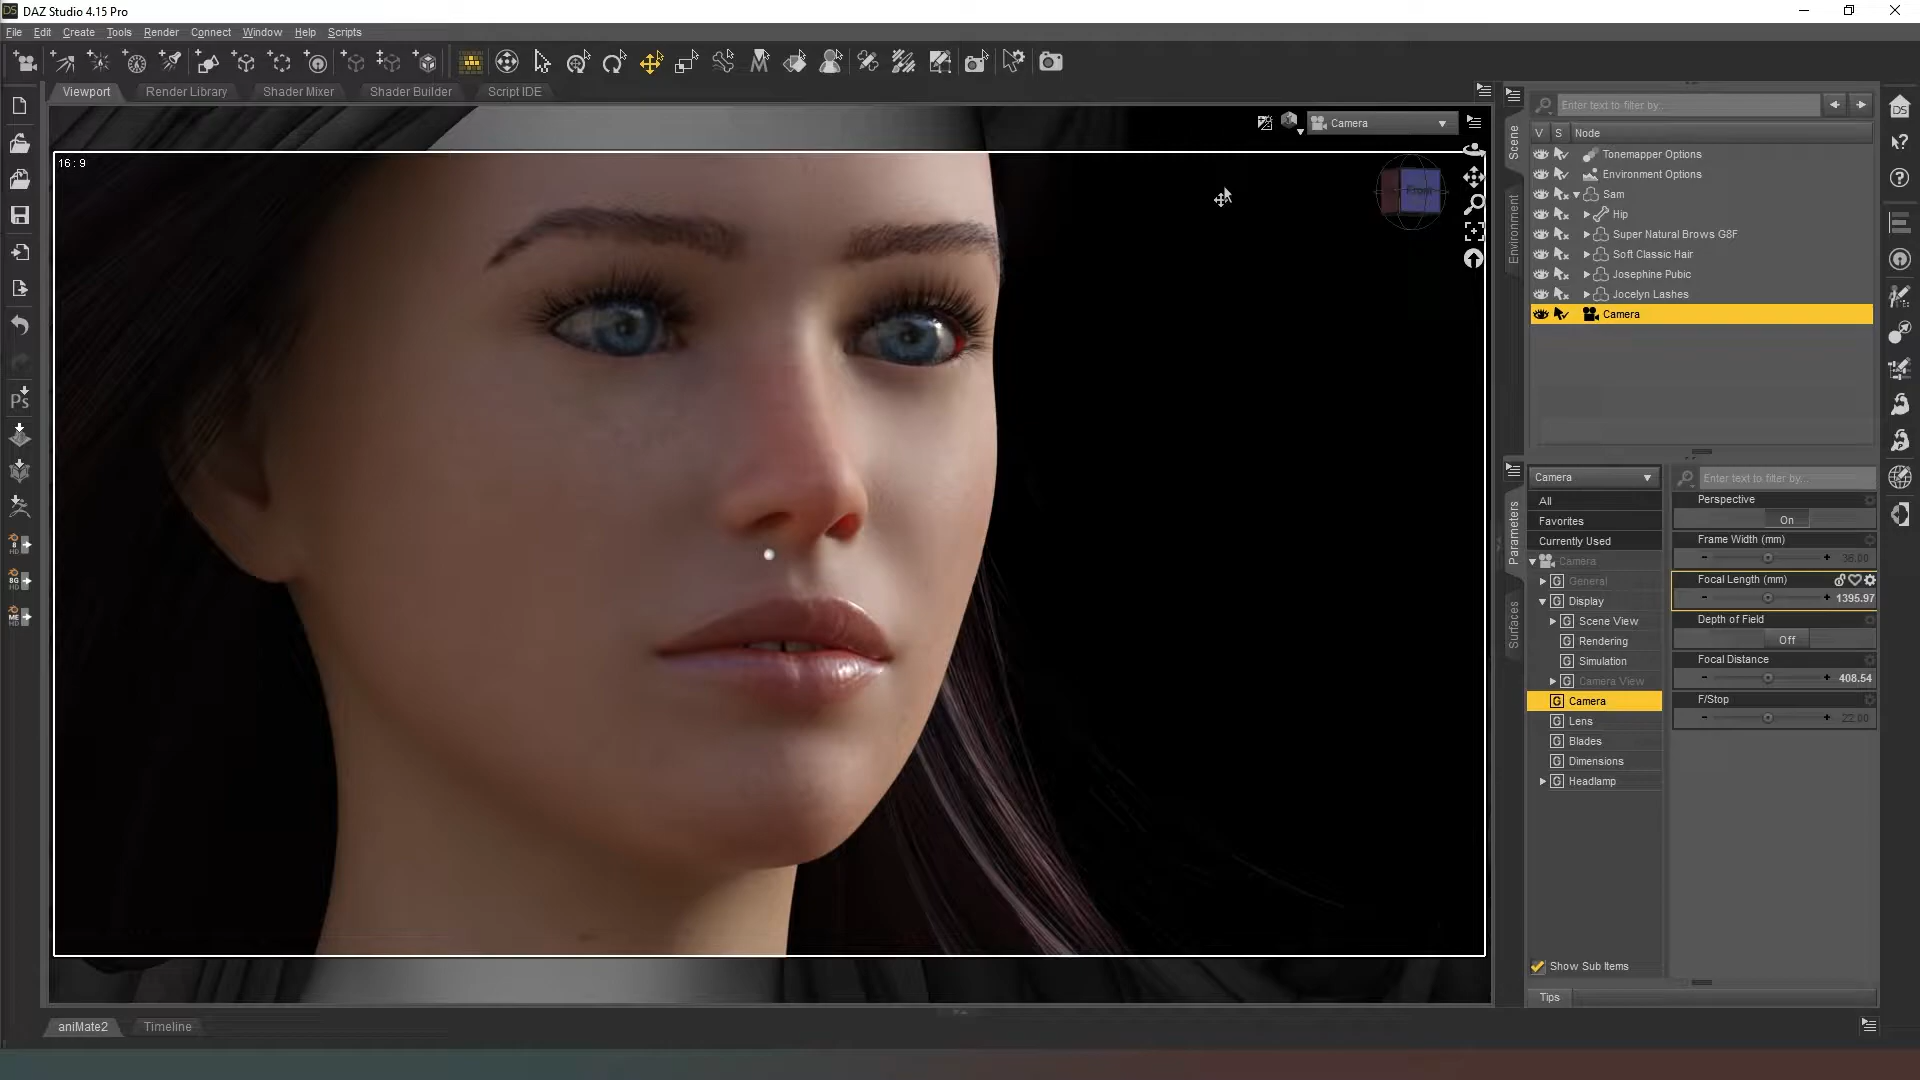 DAZ Studio 4.15 Pro
File Edit Create Tools Render Connect Window Help Scripts
Viewport Render Library Shader Mixer Shader Builder Script IDE
Camera
16 : 9
Front
Enter text to filter by...
V S Node
Tonemapper Options
Environment Options
Sam
Hip
Super Natural Brows G8F
Soft Classic Hair
Josephine Pubic
Jocelyn Lashes
Camera
Scene
Environment
Parameters
Surfaces
Camera
All
Favorites
Currently Used
Camera
General
Display
Scene View
Rendering
Simulation
Camera View
Camera
Lens
Blades
Dimensions
Headlamp
Show Sub Items
Tips
Enter text to filter by...
Perspective
On
Frame Width (mm)
36.00
Focal Length (mm)
1395.97
Depth of Field
Off
Focal Distance
408.54
F/Stop
22.00
aniMate2 Timeline